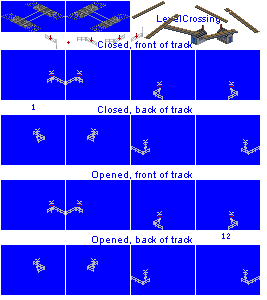 LevelCrossing
Closed, front of track
1
Closed, back of track
Opened, front of track
12
Opened, back of track